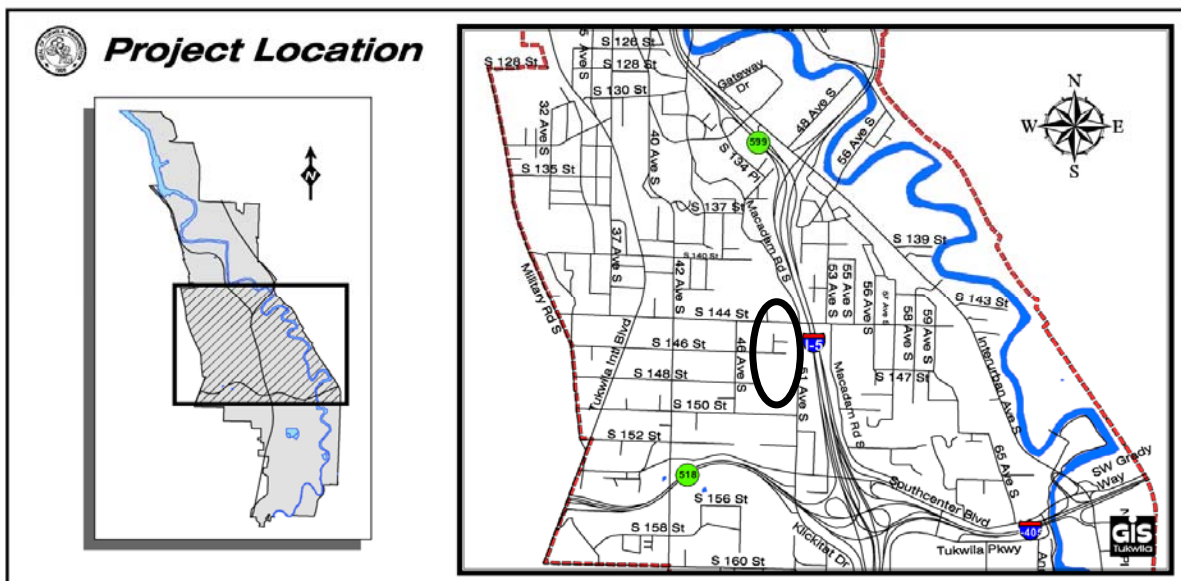 Project Location
N
S 126 St
S 128 St
S 128 St
S 130 St
Gateway
Dr
48 Ave S
56 Ave S
N
W E
S
32 Ave S
40 Ave S
599
S 134 Pl
S 135 St
S 137 St
Macadam Rd S
S 139 St
37 Ave S
S 140 St
42 Ave S
Military Rd S
53 Ave S
55 Ave S
56 Ave S
57 Ave S
58 Ave S
59 Ave S
S 143 St
S 144 St
Tukwila Intl Blvd
S 146 St
46 Ave S
I-5
Interurban Ave S
S 147 St
S 148 St
51 Ave S
Macadam Rd S
S 150 St
S 152 St
65 Ave S
SW Grady
Way
518
S 156 St
Southcenter Blvd
S 158 St
Klickitat Dr
Tukwila Pkwy
S 160 St
GIS
Tukwila